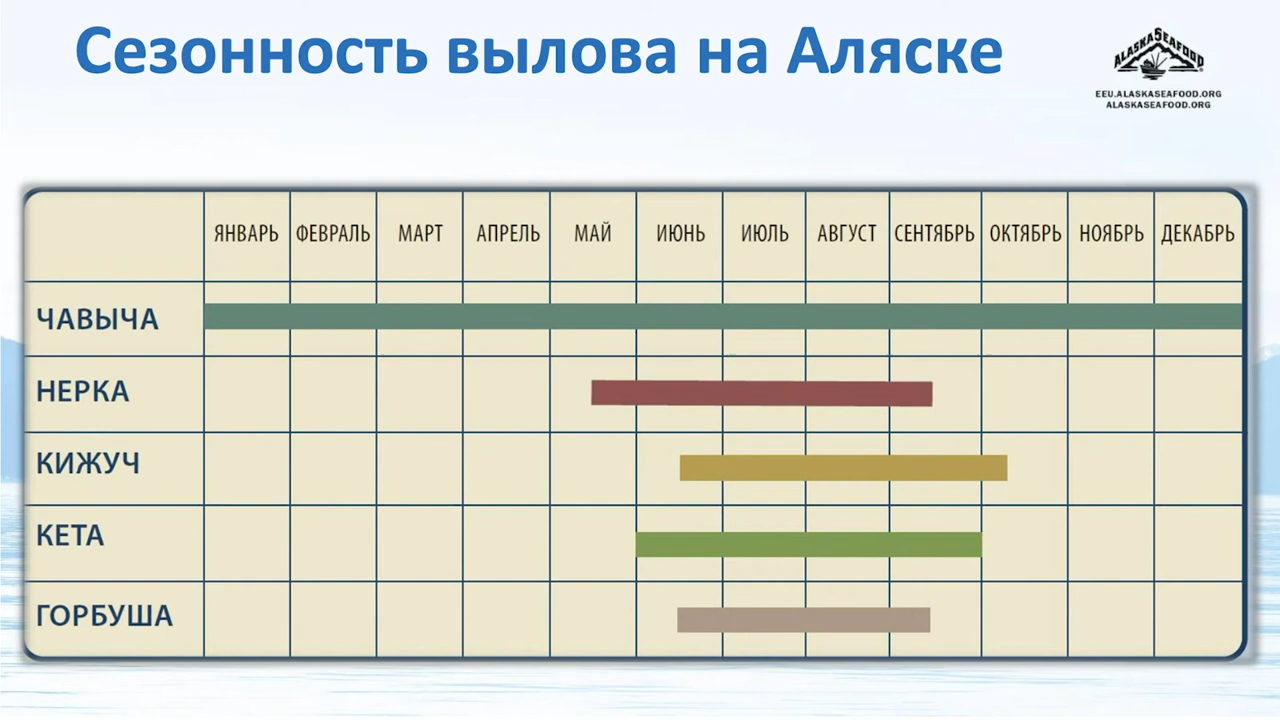 Сезонность вылова на Аляске
ALASKA SEAFOOD
EEU.ALASKASEAFOOD.ORG
ALASKASEAFOOD.ORG
ЯНВАРЬ ФЕВРАЛЬ МАРТ АПРЕЛЬ МАЙ ИЮНЬ ИЮЛЬ АВГУСТ СЕНТЯБРЬ ОКТЯБРЬ НОЯБРЬ ДЕКАБРЬ
ЧАВЫЧА
НЕРКА
КИЖУЧ
КЕТА
ГОРБУША